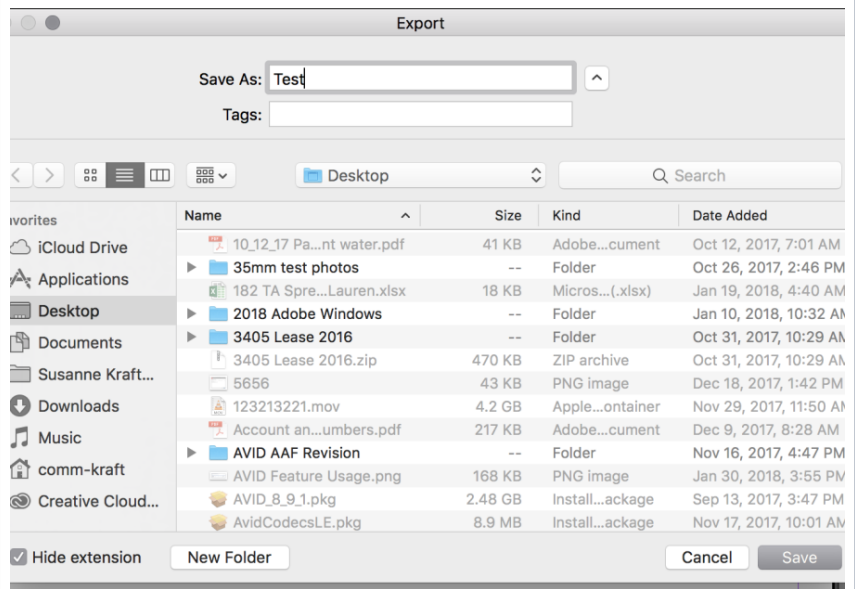 Export
Save As: Test
Tags:
Desktop
Search
avorites
iCloud Drive
Applications
Desktop
Documents
Susanne Kraft...
Downloads
Music
comm-kraft
Creative Cloud...
Name Size Kind Date Added
10_12_17 Pa...nt water.pdf 41 KB Adobe...cument Oct 12, 2017, 7:01 AM
35mm test photos -- Folder Oct 26, 2017, 2:46 PM
182 TA Spre...Lauren.xlsx 18 KB Micros...(.xlsx) Jan 19, 2018, 4:40 AM
2018 Adobe Windows -- Folder Jan 10, 2018, 10:32 AM
3405 Lease 2016 -- Folder Oct 31, 2017, 10:29 AM
3405 Lease 2016.zip 470 KB ZIP archive Oct 31, 2017, 10:29 AM
5656 43 KB PNG image Dec 18, 2017, 1:42 PM
123213221.mov 4.2 GB Apple...ontainer Nov 29, 2017, 11:50 AM
Account an...umbers.pdf 217 KB Adobe...cument Dec 9, 2017, 8:28 AM
AVID AAF Revision -- Folder Nov 16, 2017, 4:47 PM
AVID Feature Usage.png 168 KB PNG image Jan 30, 2018, 3:55 PM
AVID_8_9_1.pkg 2.48 GB Install...ackage Sep 13, 2017, 3:47 PM
AvidCodecsLE.pkg 8.9 MB Install...ackage Nov 17, 2017, 10:01 AM
Hide extension New Folder Cancel Save